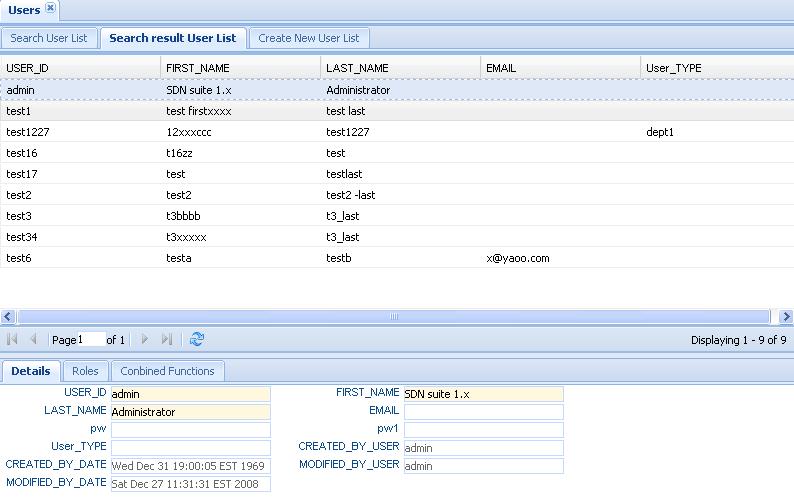 Users
Search User List Search result User List Create New User List
USER_ID FIRST_NAME LAST_NAME EMAIL User_TYPE
admin SDN suite 1.x Administrator
test1 test firstxxxx test last
test1227 12xxxccc test1227 dept1
test16 t16zz test
test17 test testlast
test2 test2 test2 -last
test3 t3bbbb t3_last
test34 t3xxxxx t3_last
test6 testa testb x@yaoo.com
Page 1 of 1 Displaying 1 - 9 of 9
Details Roles Conbined Functions
USER_ID admin FIRST_NAME SDN suite 1.x
LAST_NAME Administrator EMAIL
pw pw1
User_TYPE CREATED_BY_USER admin
CREATED_BY_DATE Wed Dec 31 19:00:05 EST 1969 MODIFIED_BY_USER admin
MODIFIED_BY_DATE Sat Dec 27 11:31:31 EST 2008